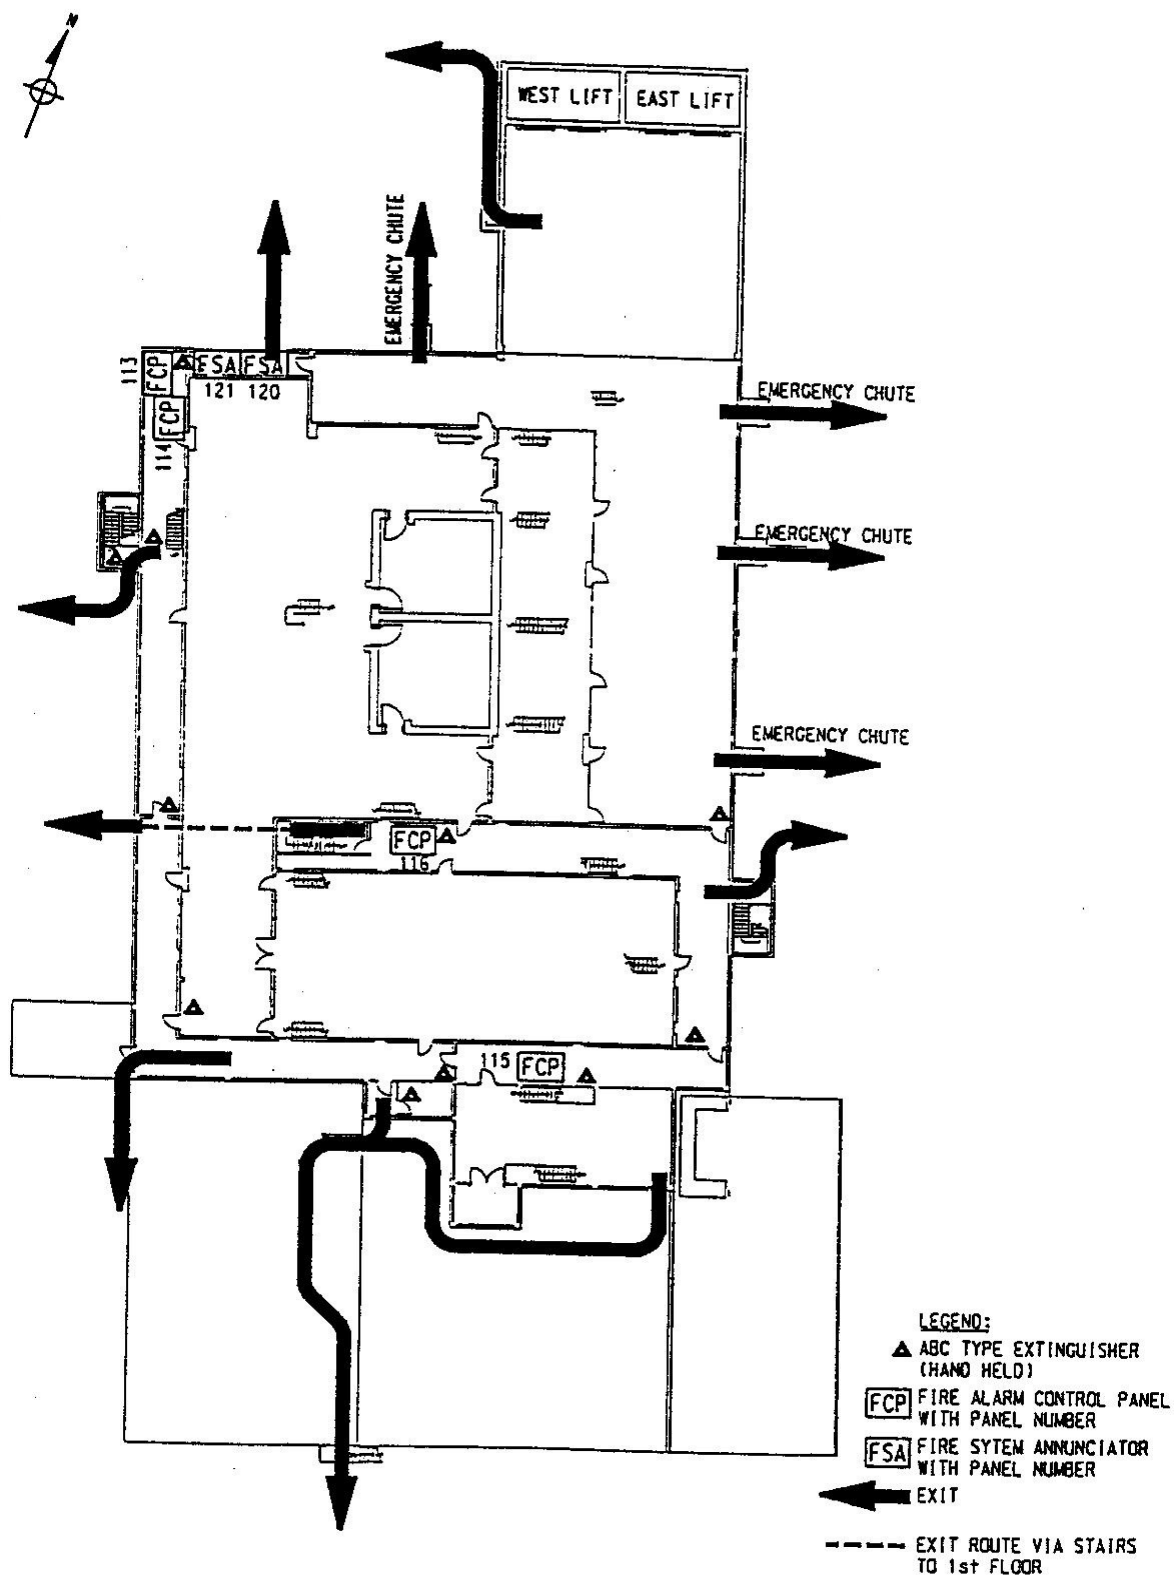 N
WEST LIFT
EAST LIFT
EMERGENCY CHUTE
113
FCP
FSA
FSA
121
120
FCP
114
EMERGENCY CHUTE
EMERGENCY CHUTE
EMERGENCY CHUTE
FCP
116
115
FCP
LEGEND:
ABC TYPE EXTINGUISHER
(HAND HELD)
FCP
FIRE ALARM CONTROL PANEL
WITH PANEL NUMBER
FSA
FIRE SYTEM ANNUNCIATOR
WITH PANEL NUMBER
EXIT
EXIT ROUTE VIA STAIRS
TO 1st FLOOR